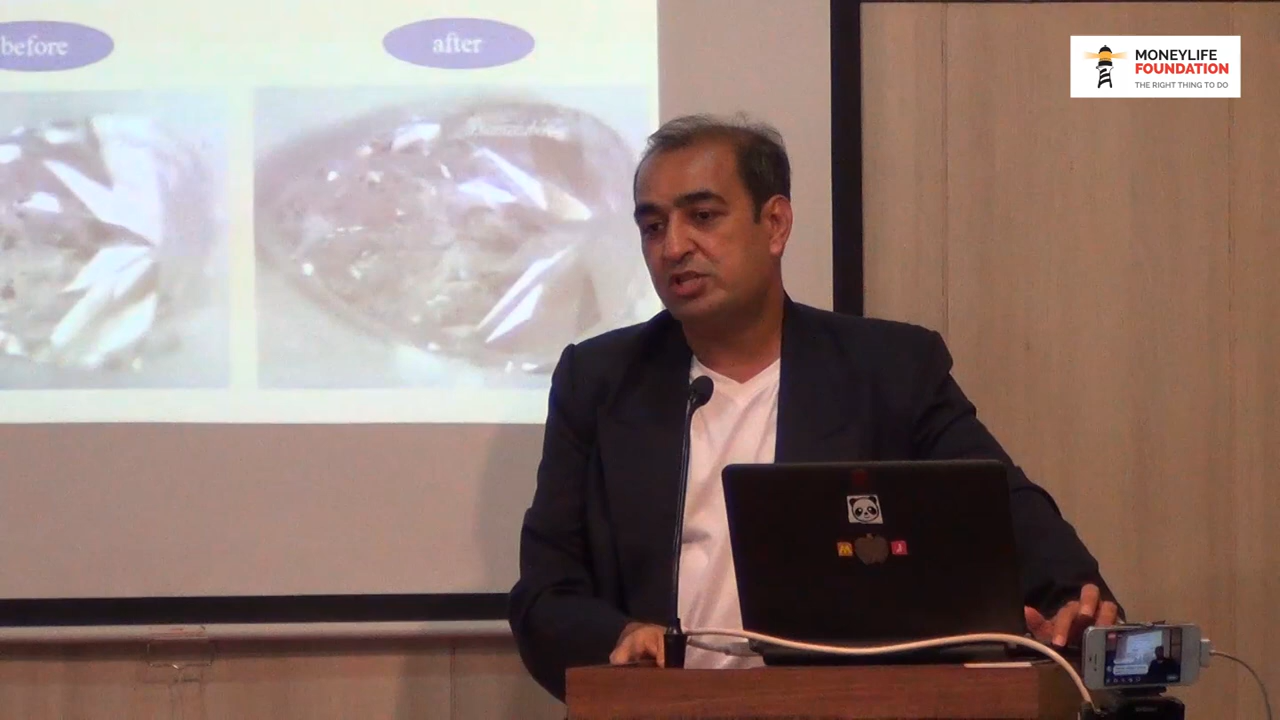 before
after
MONEYLIFE
FOUNDATION
THE RIGHT THING TO DO